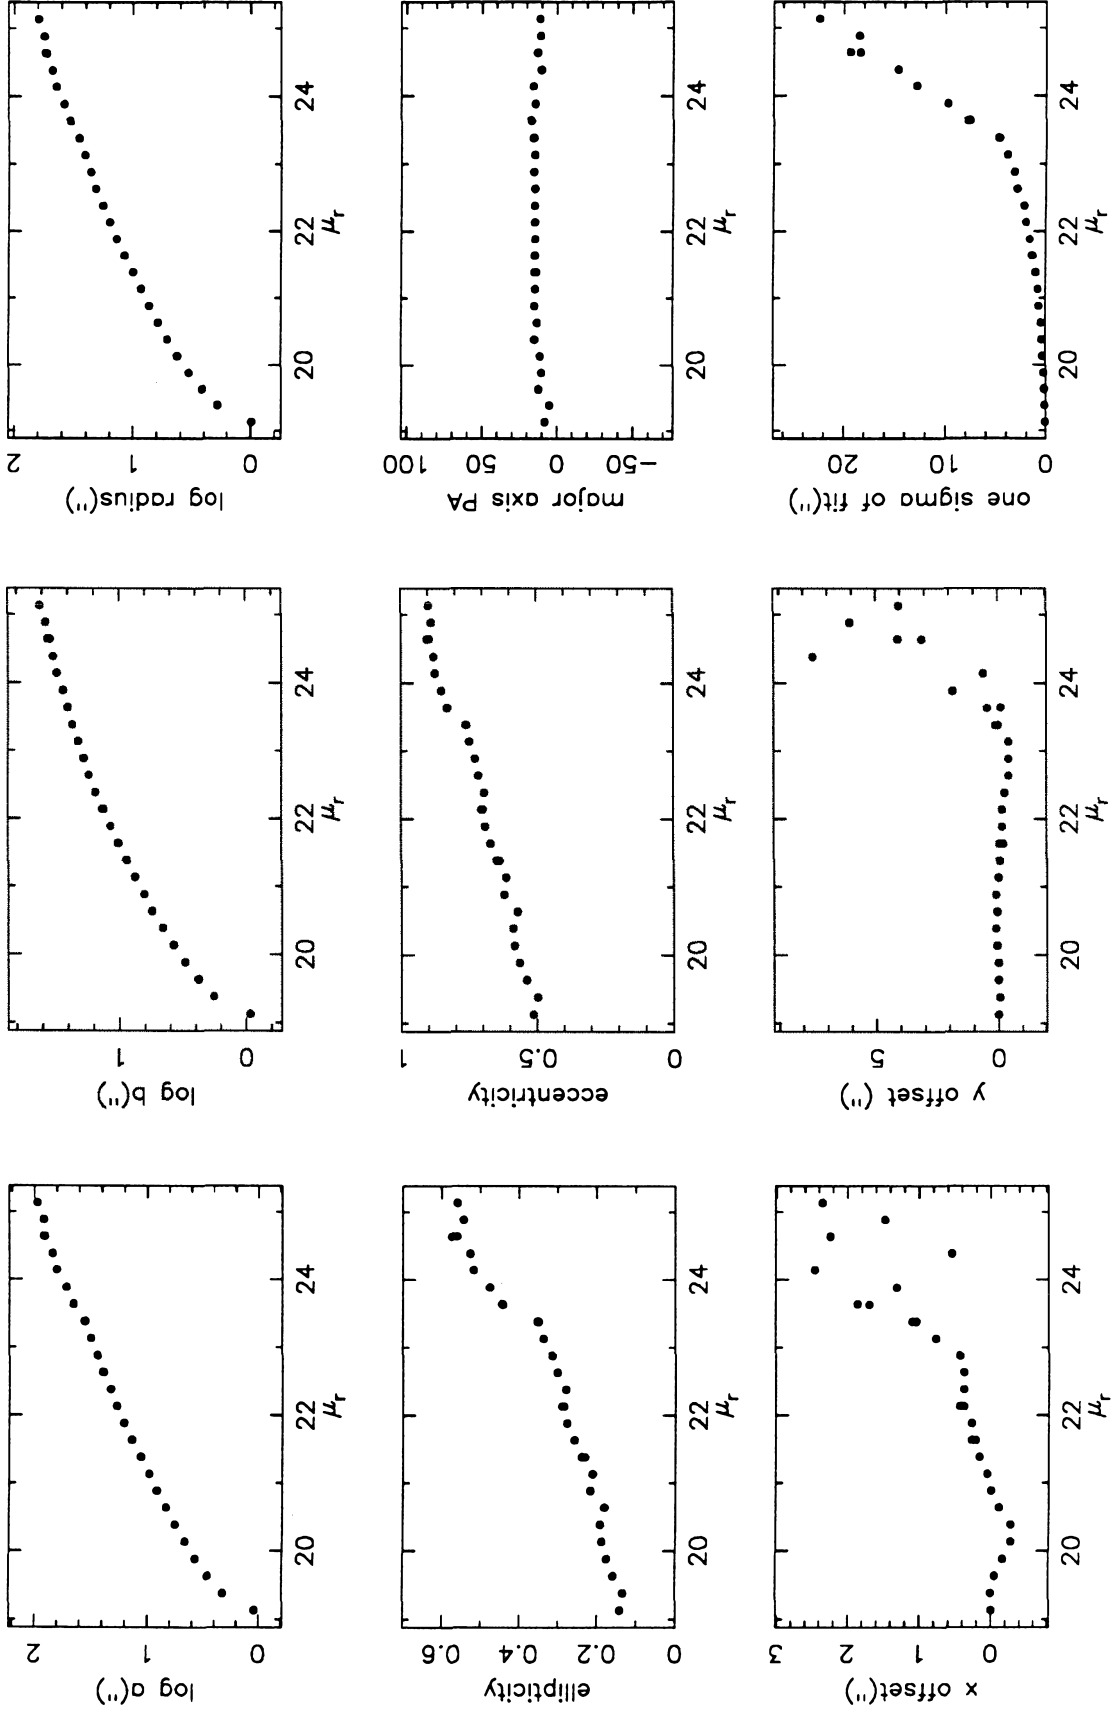 log a(")
2
1
0
20 22 24
μr
log b(")
1
0
20 22 24
μr
log radius(")
2
1
0
20 22 24
μr
ellipticity
0.6
0.4
0.2
0
20 22 24
μr
eccentricity
1
0.5
0
20 22 24
μr
major axis PA
100
50
0
−50
20 22 24
μr
x offset(")
3
2
1
0
20 22 24
μr
y offset (")
5
0
20 22 24
μr
one sigma of fit(")
20
10
0
20 22 24
μr